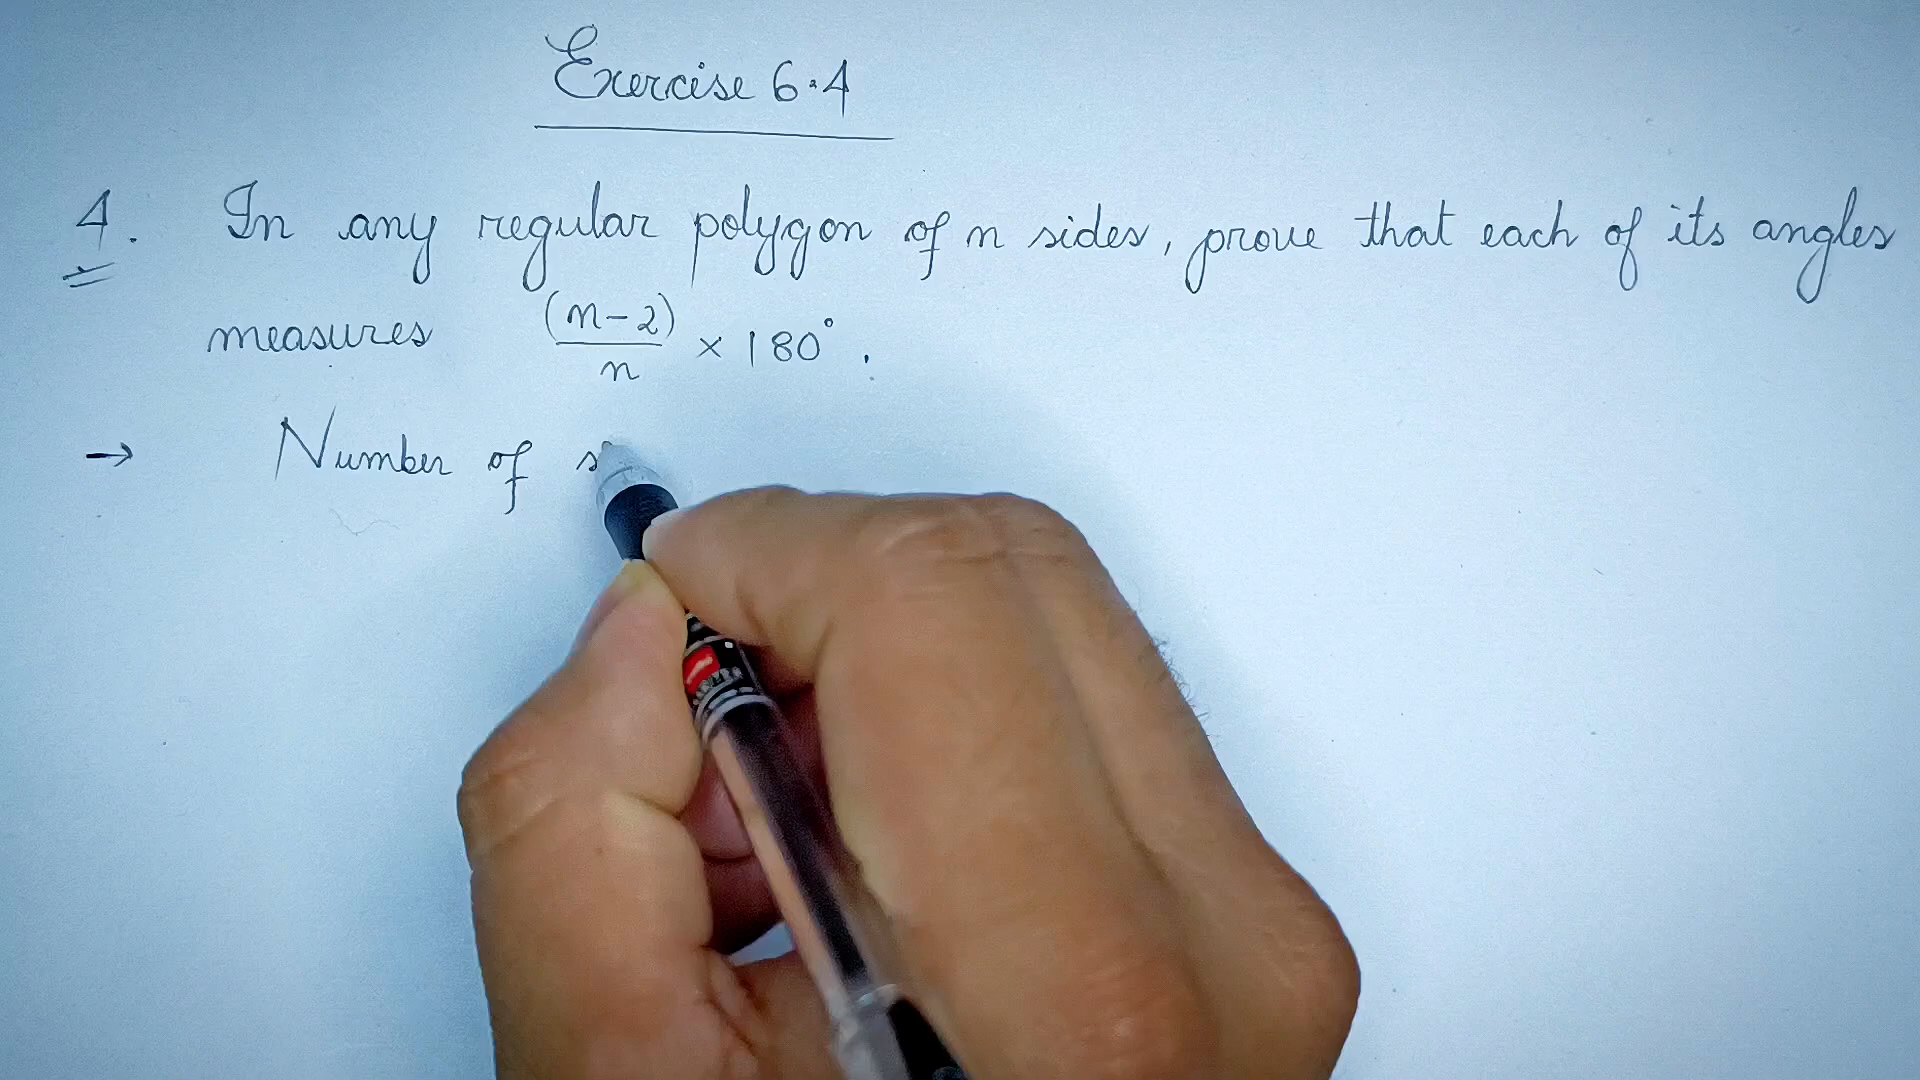 Exercise 6.4
4. In any regular polygon of n sides, prove that each of its angles
measures (n-2)/n × 180°.
→ Number of s